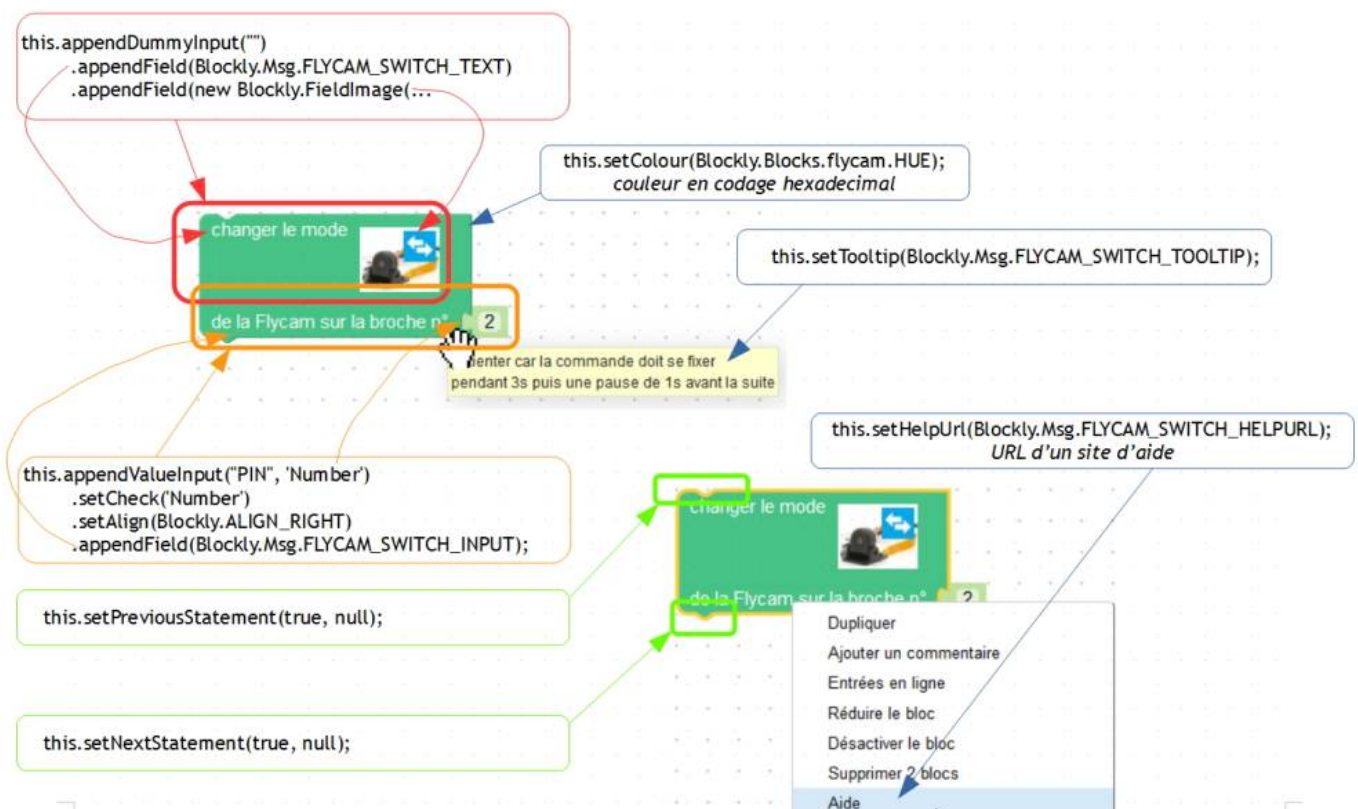 this.appendDummyInput("")
.appendField(Blockly.Msg.FLYCAM_SWITCH_TEXT)
.appendField(new Blockly.FieldImage(...
this.setColour(Blockly.Blocks.flycam.HUE);
couleur en codage hexadecimal
changer le mode
this.setTooltip(Blockly.Msg.FLYCAM_SWITCH_TOOLTIP);
de la Flycam sur la broche n° 2
enter car la commande doit se fixer
pendant 3s puis une pause de 1s avant la suite
this.setHelpUrl(Blockly.Msg.FLYCAM_SWITCH_HELPURL);
URL d'un site d'aide
this.appendValueInput("PIN", 'Number')
.setCheck('Number')
.setAlign(Blockly.ALIGN_RIGHT)
.appendField(Blockly.Msg.FLYCAM_SWITCH_INPUT);
changer le mode
de la Flycam sur la broche n° 2
this.setPreviousStatement(true, null);
Dupliquer
Ajouter un commentaire
Entrées en ligne
Réduire le bloc
Désactiver le bloc
this.setNextStatement(true, null);
Supprimer 2 blocs
Aide